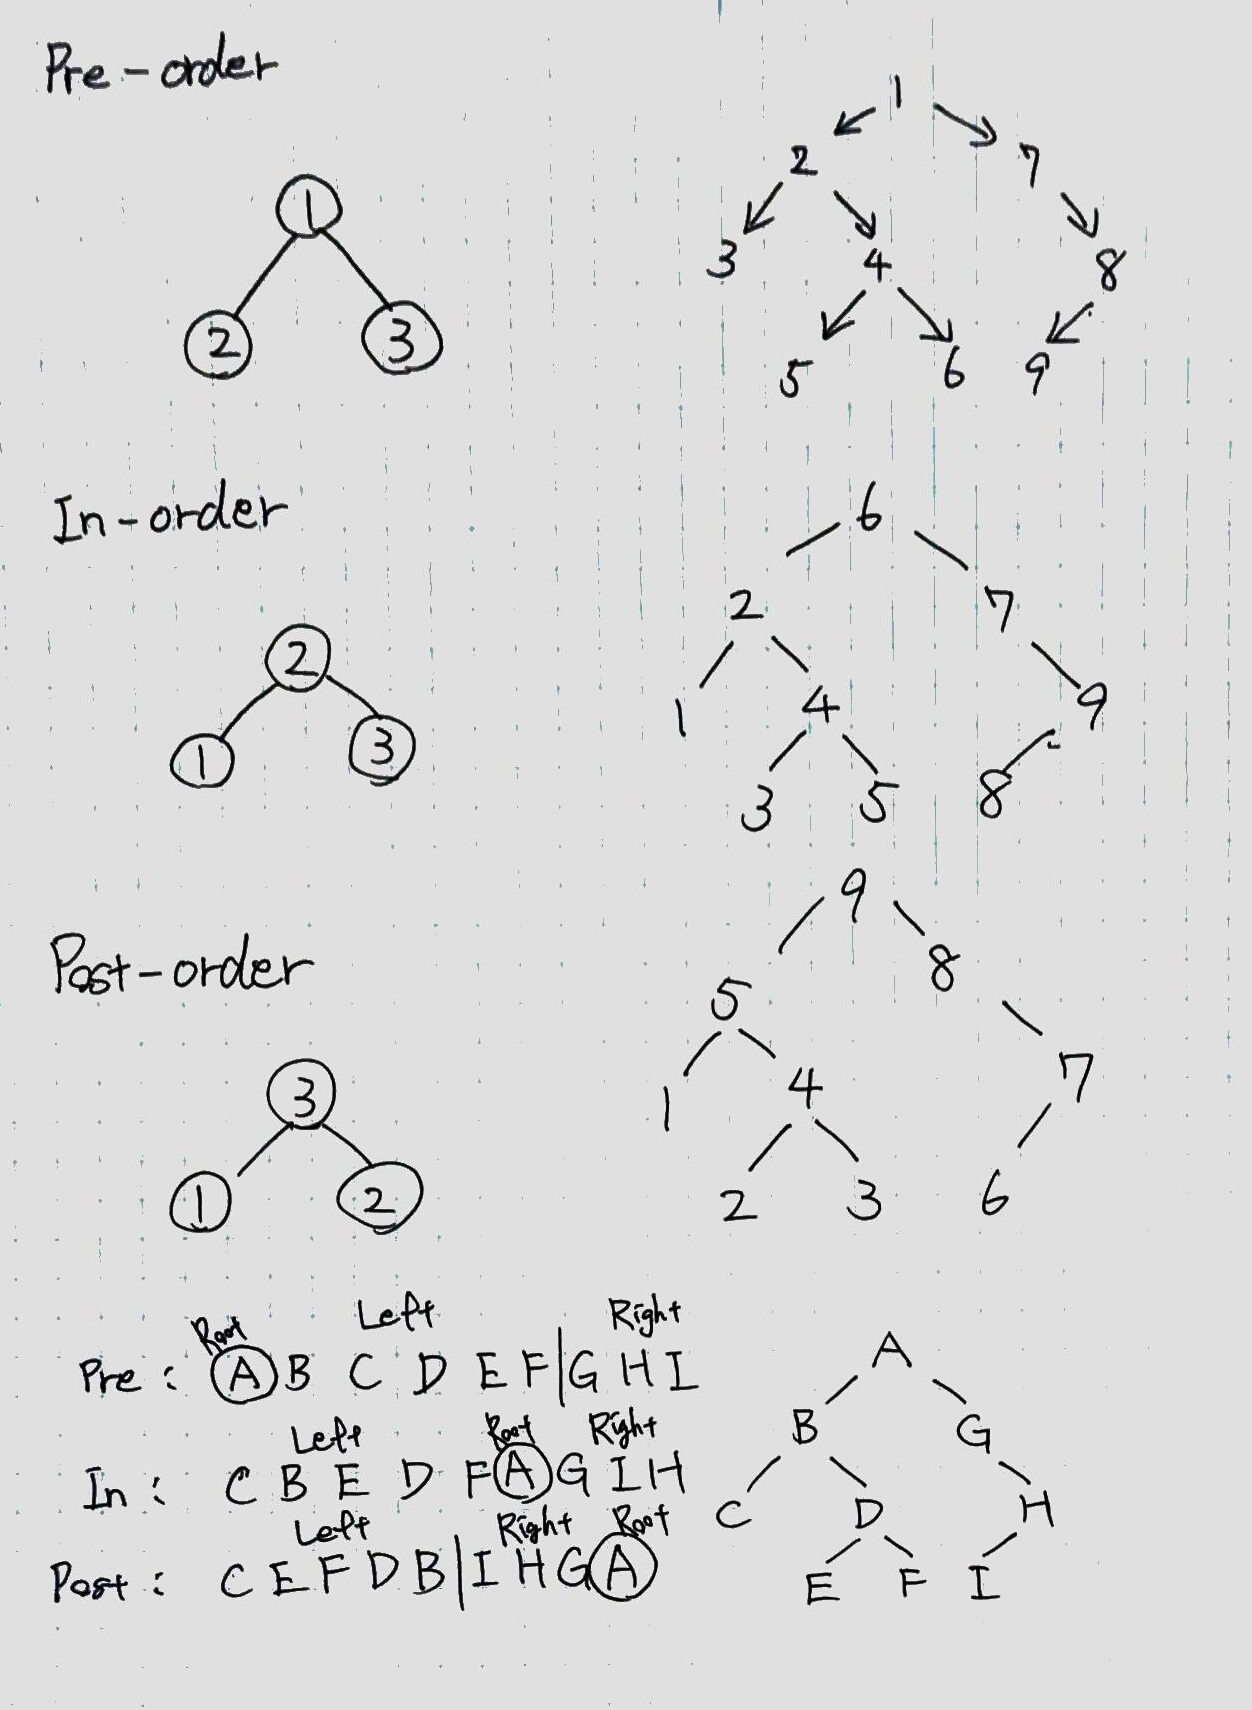 Pre-order
1
1
2 7
2 3
3 4 8
5 6 9
In-order
6
2 7
2
1 3
1 4 9
3 5 8
Post-order
9
8
5
3
4 7
1
1 2
2 3 6
Root Left Right
Pre : A B C D E F | G H I
Left Root Right
In : C B E D F A G I H
Left Right Root
Post : C E F D B | I H G A
A
B G
C D H
E F I